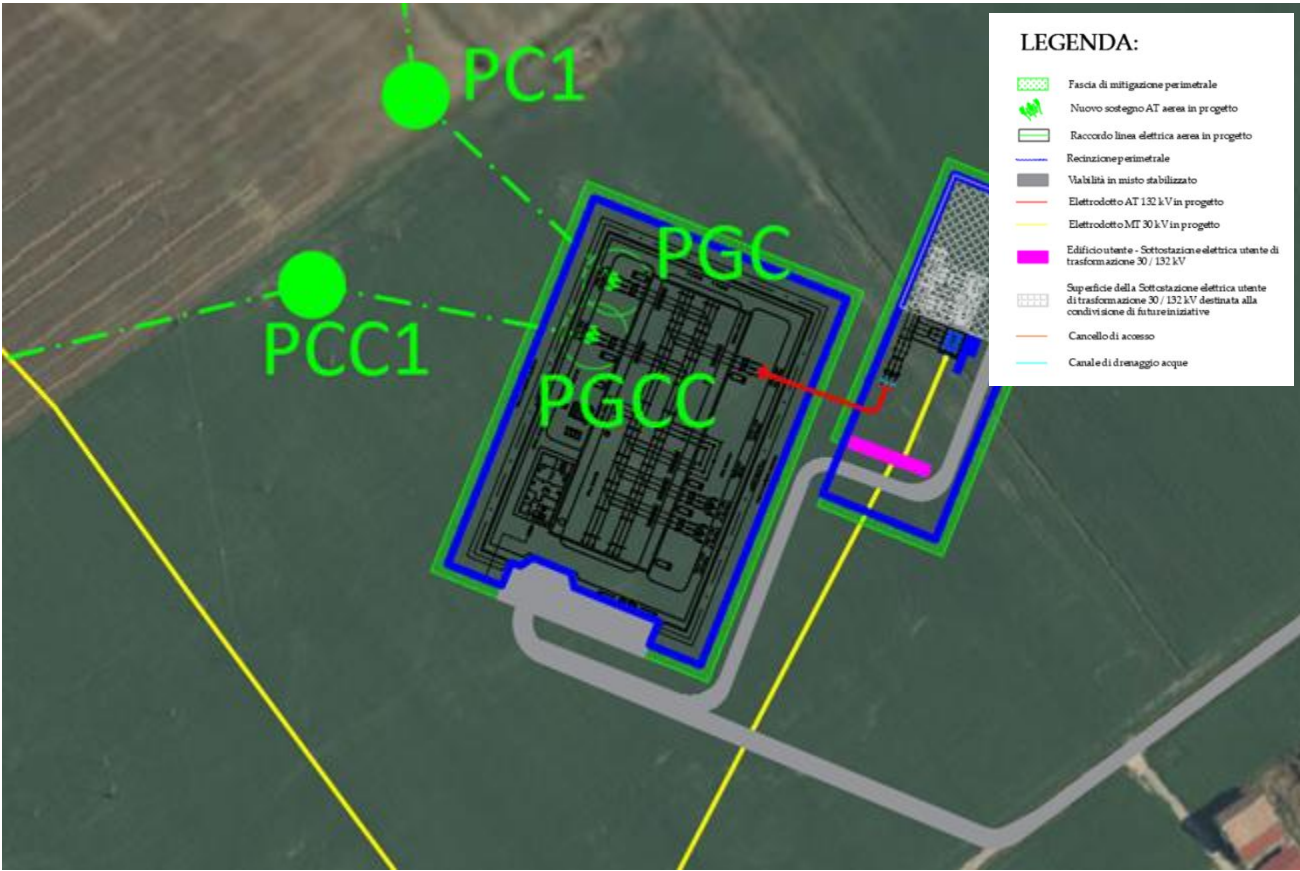 PC1
PCC1
PGC
PGCC
LEGENDA:
Fascia di mitigazione perimetrale
Nuovo sostegno AT aerea in progetto
Raccordo linea elettrica aerea in progetto
Recinzione perimetrale
Viabilità in misto stabilizzato
Elettrodotto AT 132 kV in progetto
Elettrodotto MT 30 kV in progetto
Edificio utente - Sottostazione elettrica utente di
trasformazione 30 / 132 kV
Superficie della Sottostazione elettrica utente
di trasformazione 30 / 132 kV destinata alla
condivisione di future iniziative
Cancello di accesso
Canale di drenaggio acque